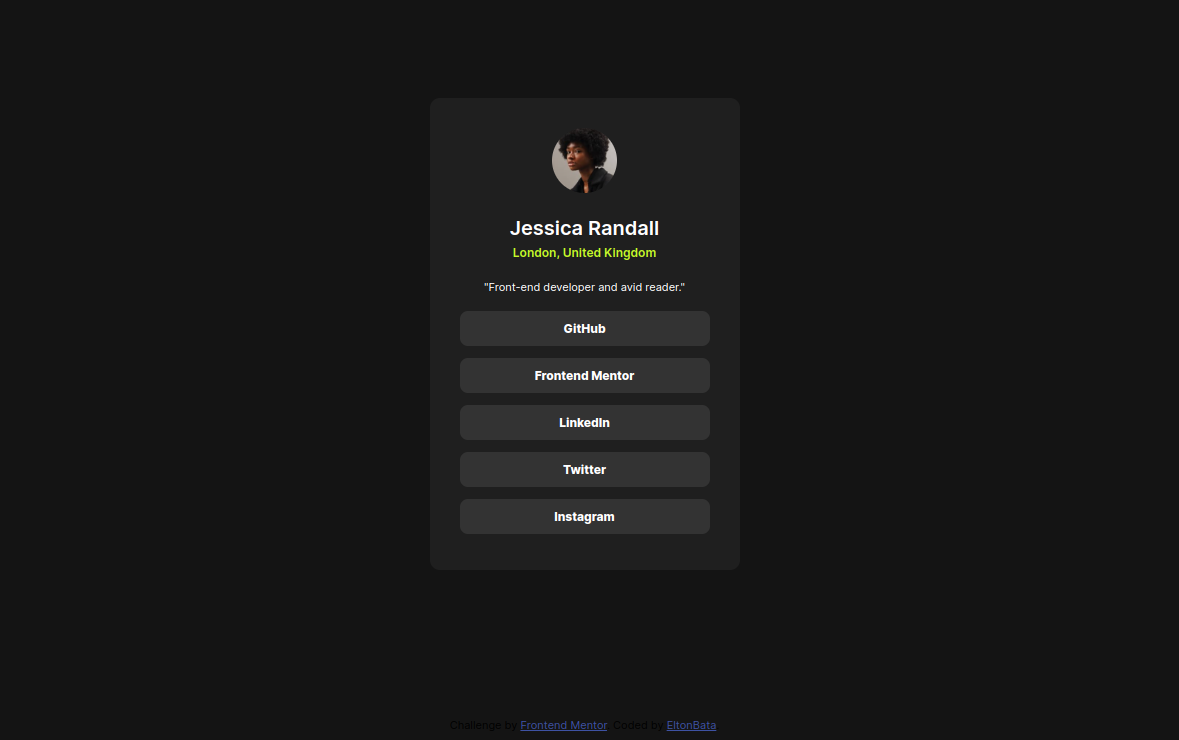 Jessica Randall
London, United Kingdom
"Front-end developer and avid reader."
GitHub
Frontend Mentor
LinkedIn
Twitter
Instagram
Challenge by Frontend Mentor. Coded by EltonBata